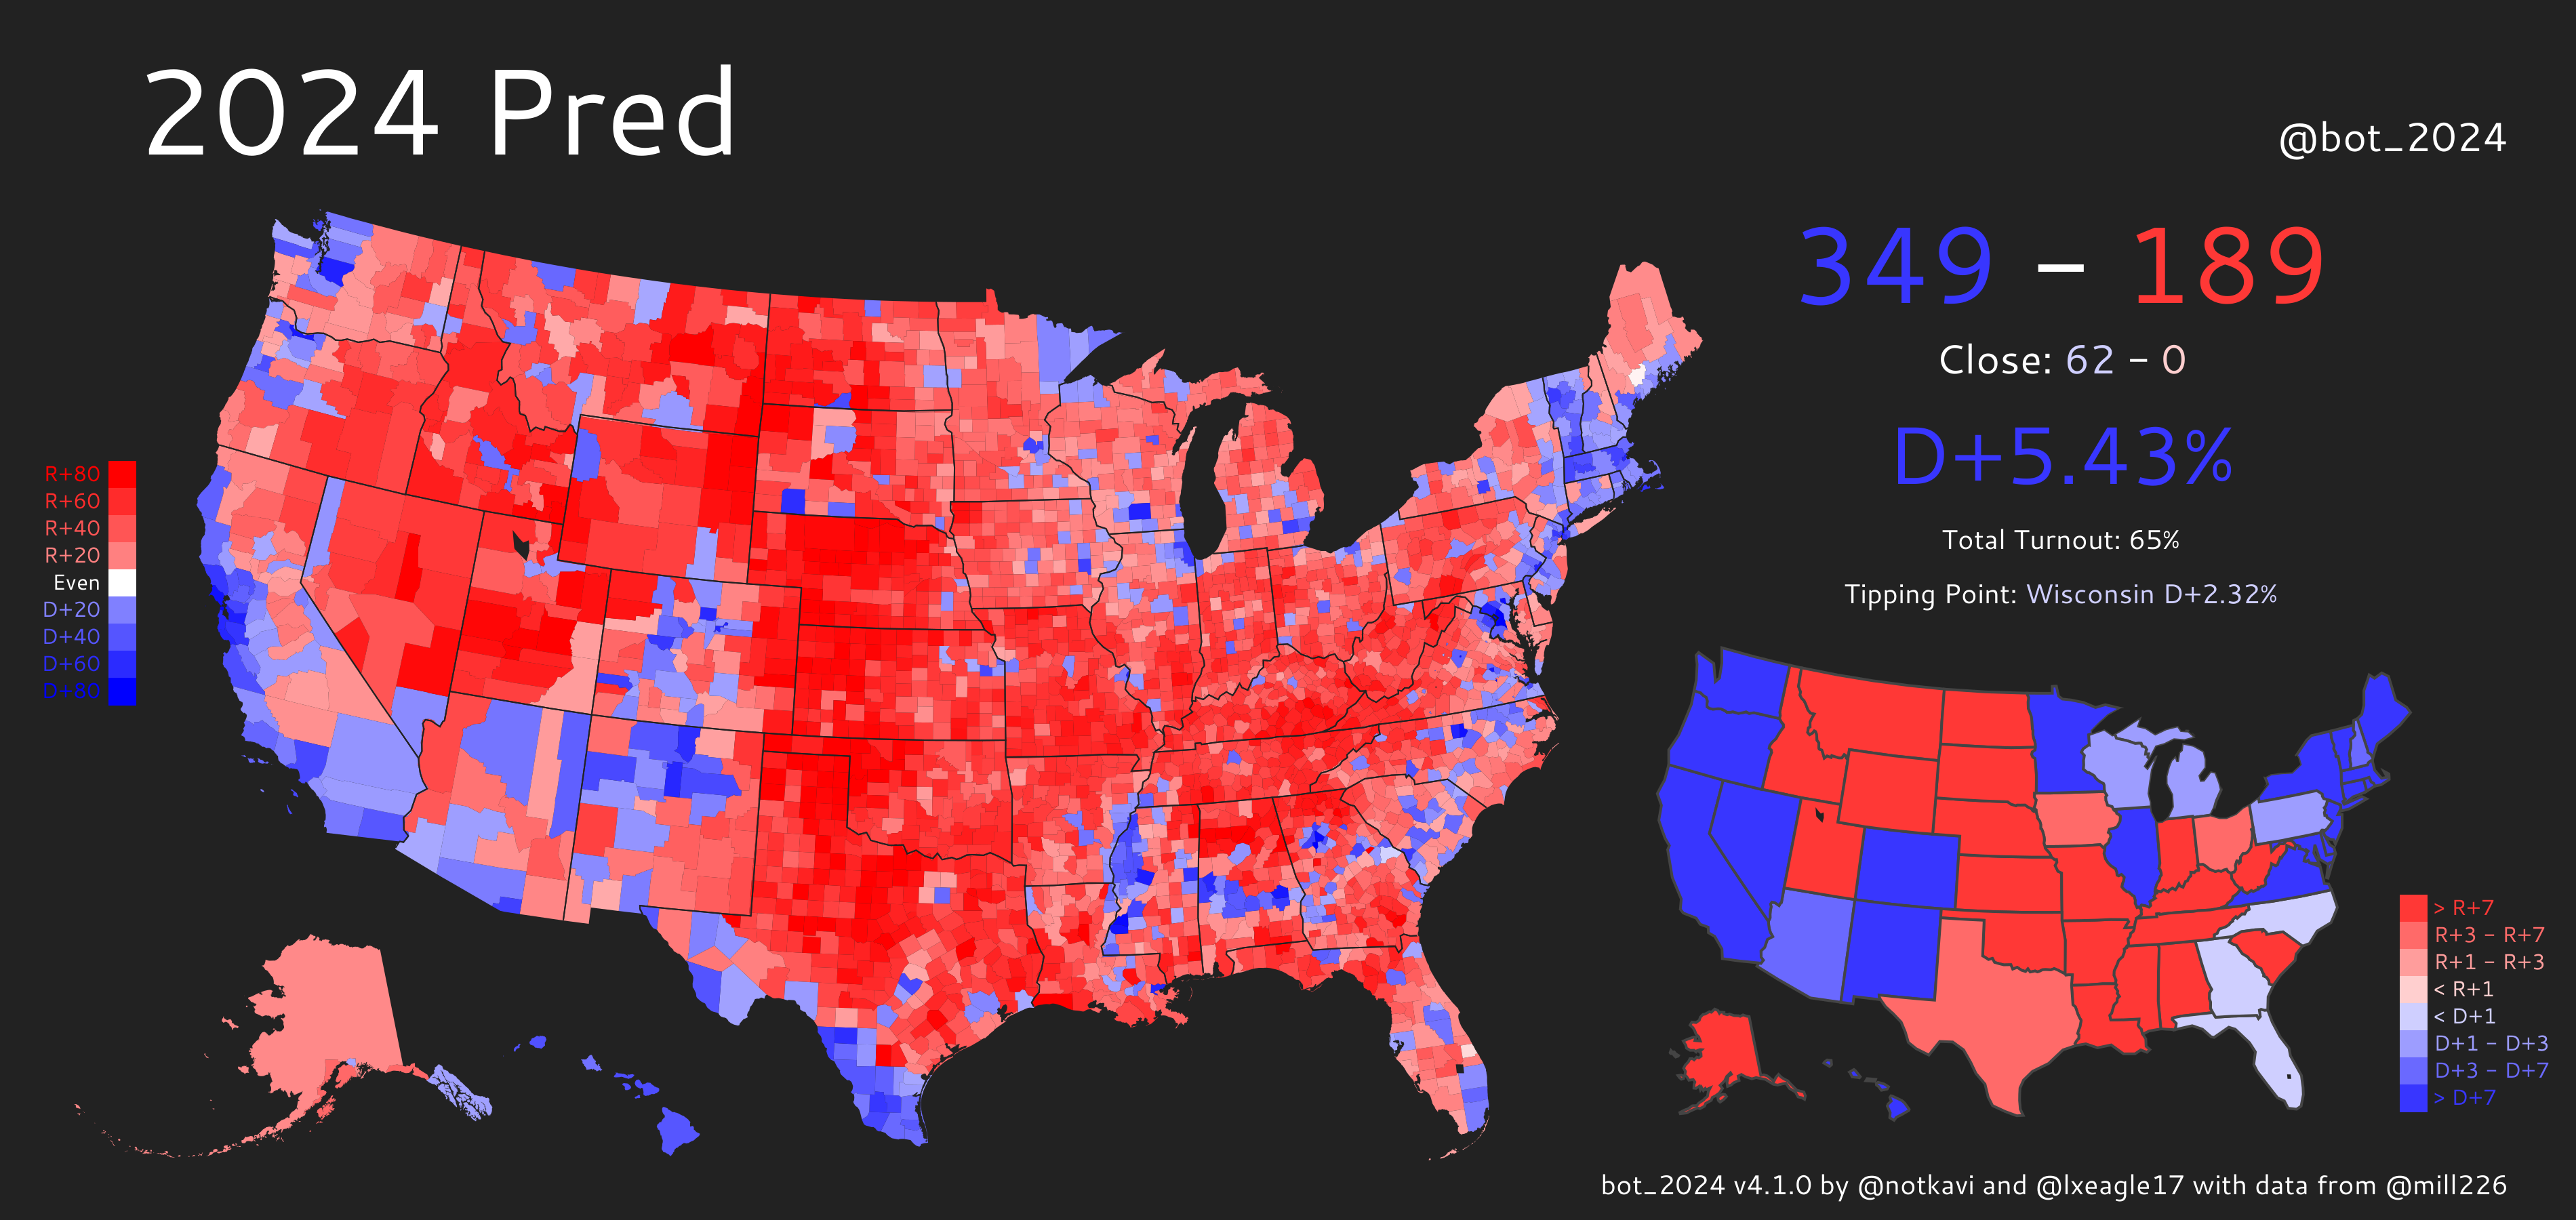 2024 Pred
@bot_2024
349 – 189
Close: 62 – 0
D+5.43%
Total Turnout: 65%
Tipping Point: Wisconsin D+2.32%
R+80
R+60
R+40
R+20
Even
D+20
D+40
D+60
D+80
> R+7
R+3 – R+7
R+1 – R+3
< R+1
< D+1
D+1 – D+3
D+3 – D+7
> D+7
bot_2024 v4.1.0 by @notkavi and @lxeagle17 with data from @mill226